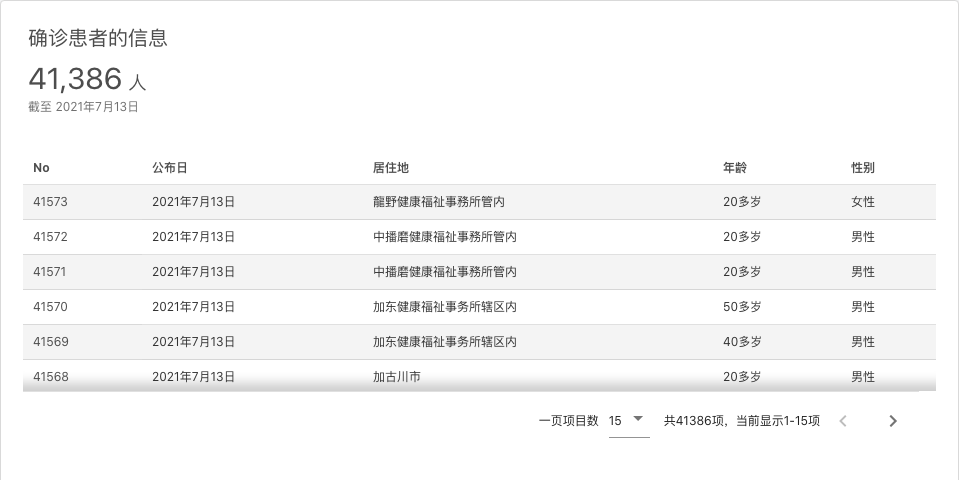 确诊患者的信息
41,386 人
截至 2021年7月13日
No 公布日 居住地 年龄 性别
41573 2021年7月13日 龍野健康福祉事務所管内 20多岁 女性
41572 2021年7月13日 中播磨健康福祉事務所管内 20多岁 男性
41571 2021年7月13日 中播磨健康福祉事務所管内 20多岁 男性
41570 2021年7月13日 加东健康福祉事务所辖区内 50多岁 男性
41569 2021年7月13日 加东健康福祉事务所辖区内 40多岁 男性
41568 2021年7月13日 加古川市 20多岁 男性
一页项目数 15 共41386项，当前显示1-15项